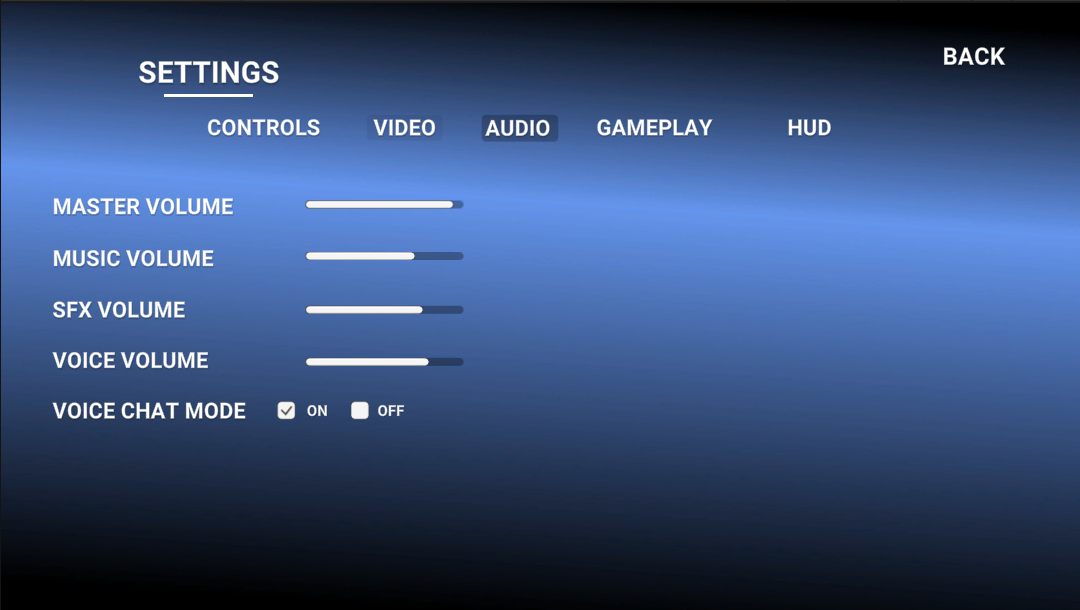 SETTINGS
BACK
CONTROLS VIDEO AUDIO GAMEPLAY HUD
MASTER VOLUME
MUSIC VOLUME
SFX VOLUME
VOICE VOLUME
VOICE CHAT MODE ON OFF